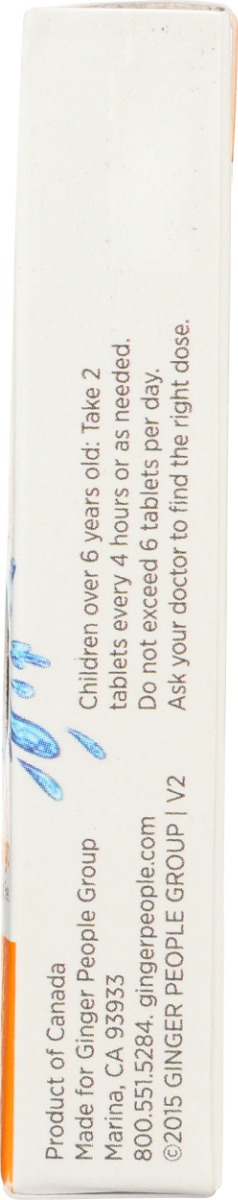 Product of Canada
Made for Ginger People Group
Marina, CA 93933
800.551.5284. gingerpeople.com
©2015 GINGER PEOPLE GROUP | V2
Children over 6 years old: Take 2
tablets every 4 hours or as needed.
Do not exceed 6 tablets per day.
Ask your doctor to find the right dose.